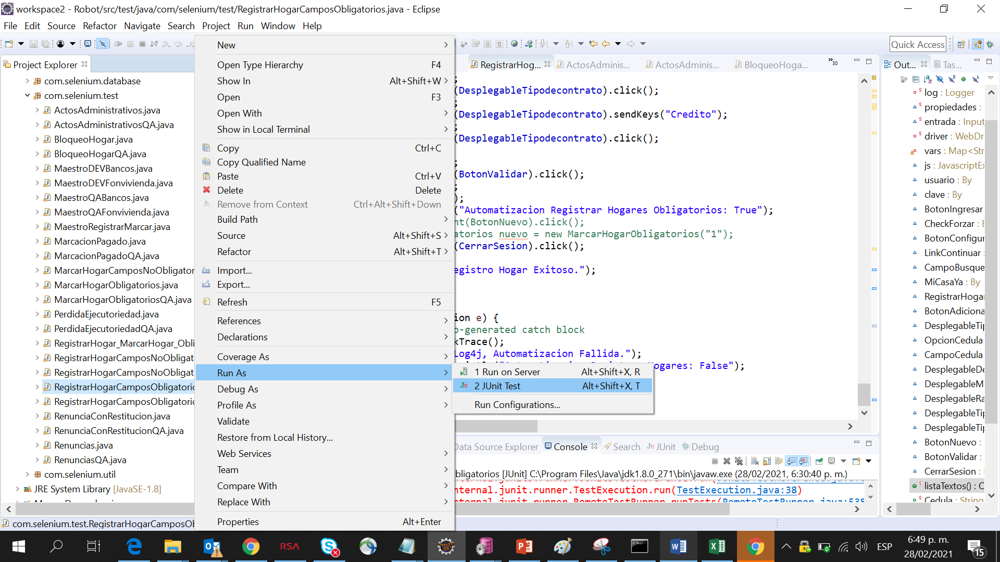 workspace2 - Robot/src/test/java/com/selenium/test/RegistrarHogarCamposObligatorios.java - Eclipse
File Edit Source Refactor Navigate Search Project Run Window Help
Quick Access
Project Explorer
com.selenium.database
com.selenium.test
ActosAdministrativos.java
ActosAdministrativosQA.java
BloqueoHogar.java
BloqueoHogarQA.java
MaestroDEVBancos.java
MaestroDEVFonvivienda.java
MaestroQABancos.java
MaestroQAFonvivienda.java
MaestroRegistrarMarcar.java
MarcacionPagado.java
MarcacionPagadoQA.java
MarcarHogarCamposNoObligator
MarcarHogarObligatorios.java
MarcarHogarObligatoriosQA.java
PerdidaEjecutoriedad.java
PerdidaEjecutoriedadQA.java
RegistrarHogar_MarcarHogar_Obli
RegistrarHogarCamposNoObligat
RegistrarHogarCamposNoObligat
RegistrarHogarCamposObligatorio
RegistrarHogarCamposObligatorio
RenunciaConRestitucion.java
RenunciaConRestitucionQA.java
Renuncias.java
RenunciasQA.java
com.selenium.util
JRE System Library [JavaSE-1.8]
com.selenium.test.RegistrarHogarCamposOb
New
Open Type Hierarchy F4
Show In Alt+Shift+W
Open F3
Open With
Show in Local Terminal
Copy Ctrl+C
Copy Qualified Name
Paste Ctrl+V
Delete Delete
Remove from Context Ctrl+Alt+Shift+Down
Build Path
Source Alt+Shift+S
Refactor Alt+Shift+T
Import...
Export...
Refresh F5
References
Declarations
Coverage As
Run As
Debug As
Profile As
Validate
Restore from Local History...
Web Services
Team
Compare With
Replace With
Properties Alt+Enter
1 Run on Server Alt+Shift+X, R
2 JUnit Test Alt+Shift+X, T
Run Configurations...
RegistrarHog... ActosAdminis... ActosAdminis... BloqueoHoga... »30
;
(DesplegableTipodecontrato).click();
;
(DesplegableTipodecontrato).sendKeys("Credito");
;
(DesplegableTipodecontrato).click();
;
(BotonValidar).click();
;
);
("Automatizacion Registrar Hogares Obligatorios: True");
nt(BotonNuevo).click();
atorios nuevo = new MarcarHogarObligatorios("1");
(CerrarSesion).click();
egistro Hogar Exitoso.");
ion e) {
o-generated catch block
kTrace();
Log4j, Automatizacion Fallida.");
ogares: False");
Data Source Explorer Console Search JUnit Debug
bligatorios [JUnit] C:\Program Files\Java\jdk1.8.0_271\bin\javaw.exe (28/02/2021, 6:30:40 p. m.)
nternal.junit.runner.TestExecution.run(TestExecution.java:38)
nternal.junit.runner.RemoteTestRunner.runTests(RemoteTestRunner.java:538
Out... Tas...
log : Logger
propiedades :
entrada : Input
driver : WebDr
vars : Map<Str
js : JavascriptEx
usuario : By
clave : By
BotonIngresar
CheckForzar : B
BotonConfigur
LinkContinuar :
CampoBusque
MiCasaYa : By
RegistrarHogar
BotonAdiciona
DesplegableTip
OpcionCedula
CampoCedula
DesplegableDe
DesplegableM
DesplegableRa
DesplegableTip
DesplegableTip
BotonNuevo :
BotonValidar :
CerrarSesion :
listaTextos() : C
Cedula : String
RSA
Java EE
IDE
ESP
6:49 p. m.
28/02/2021
15